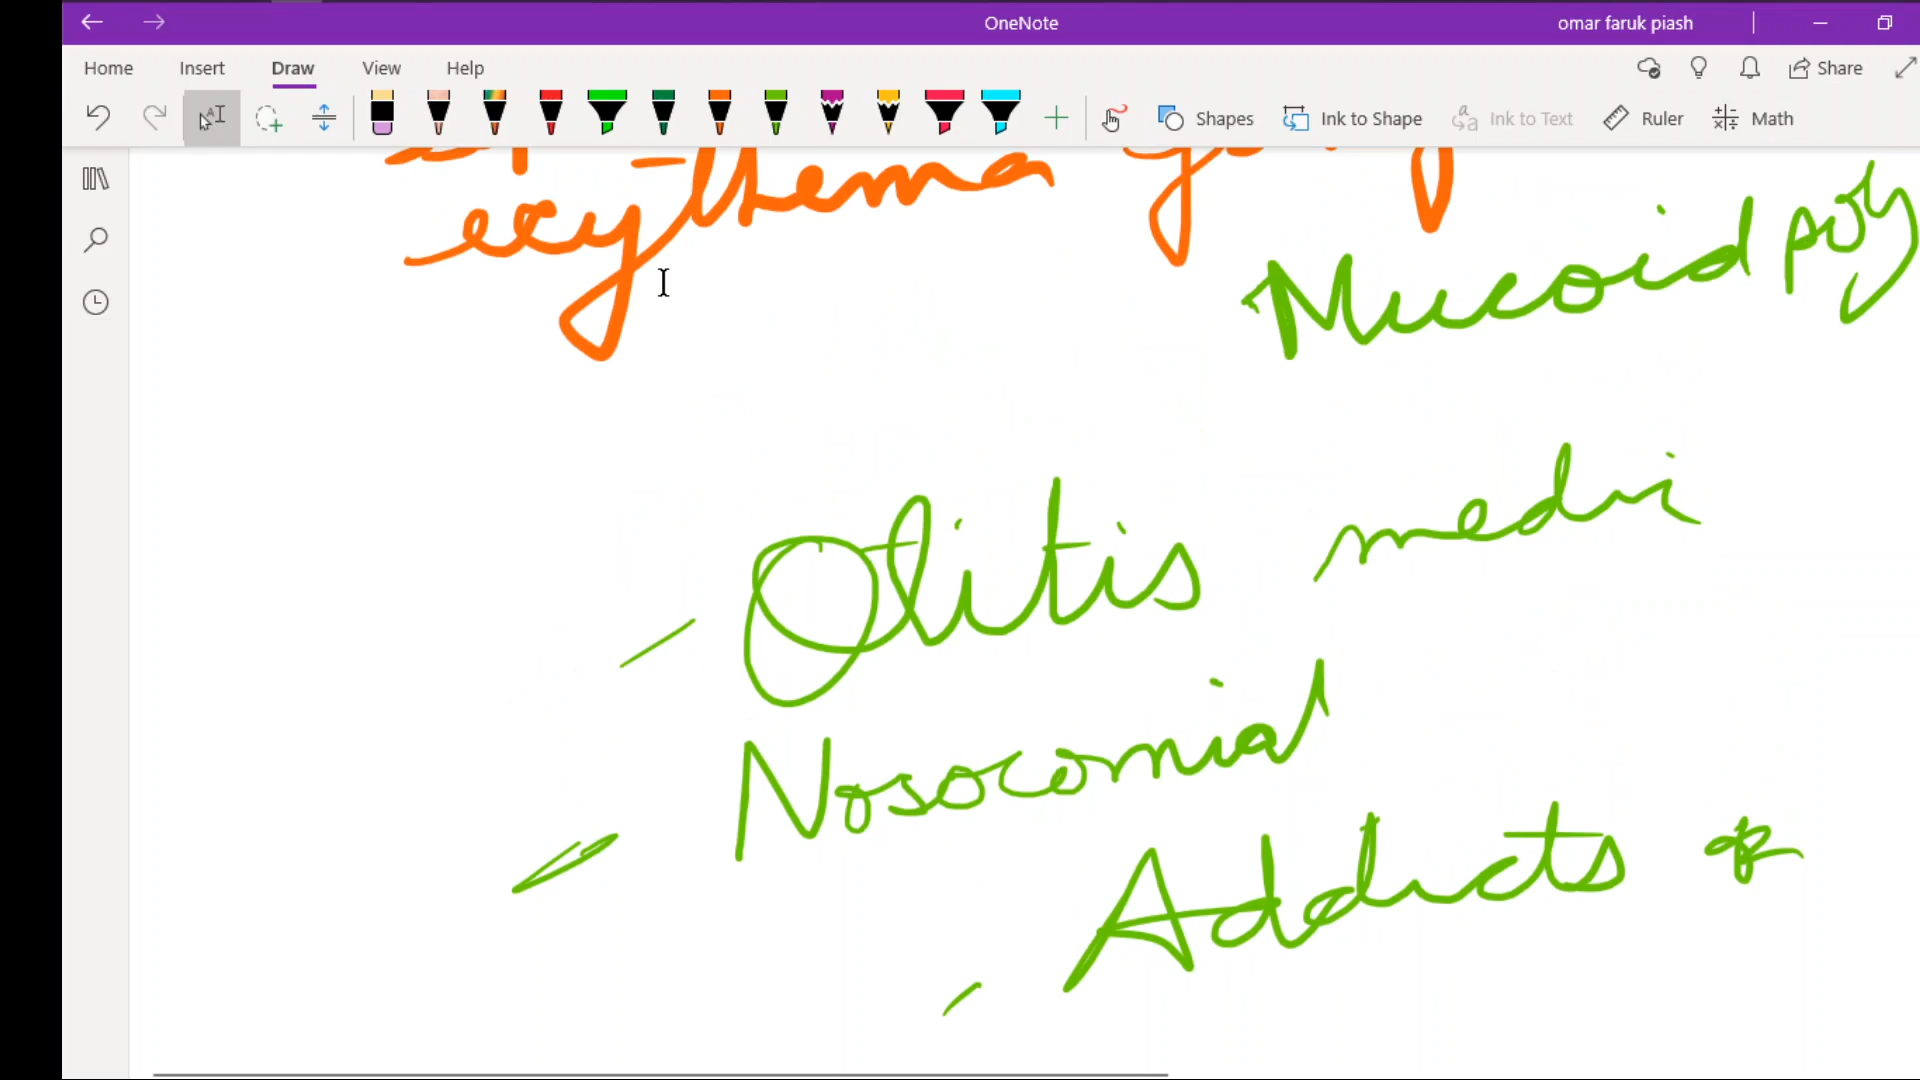 OneNote
omar faruk piash
Home Insert Draw View Help
Share
Shapes Ink to Shape Ink to Text Ruler Math
erythema
Mucoid poly
- Otitis medi
- Nosocomial
- Addicts